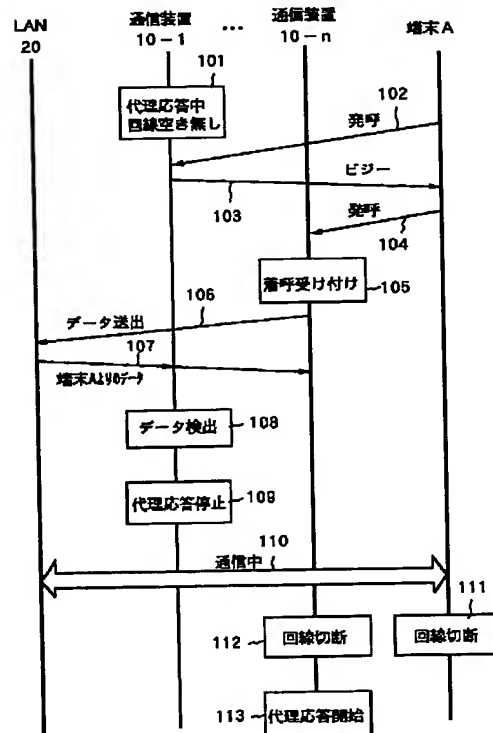 LAN
20
通信装置
10-1
…
通信装置
10-n
端末A
101
代理応答中
回線空き無し
102
発呼
ビジー
103
発呼
104
着呼受け付け
105
106
データ送出
107
端末Aよりのデータ
データ検出
108
代理応答停止
109
110
通信中
111
112
回線切断
回線切断
113
代理応答開始